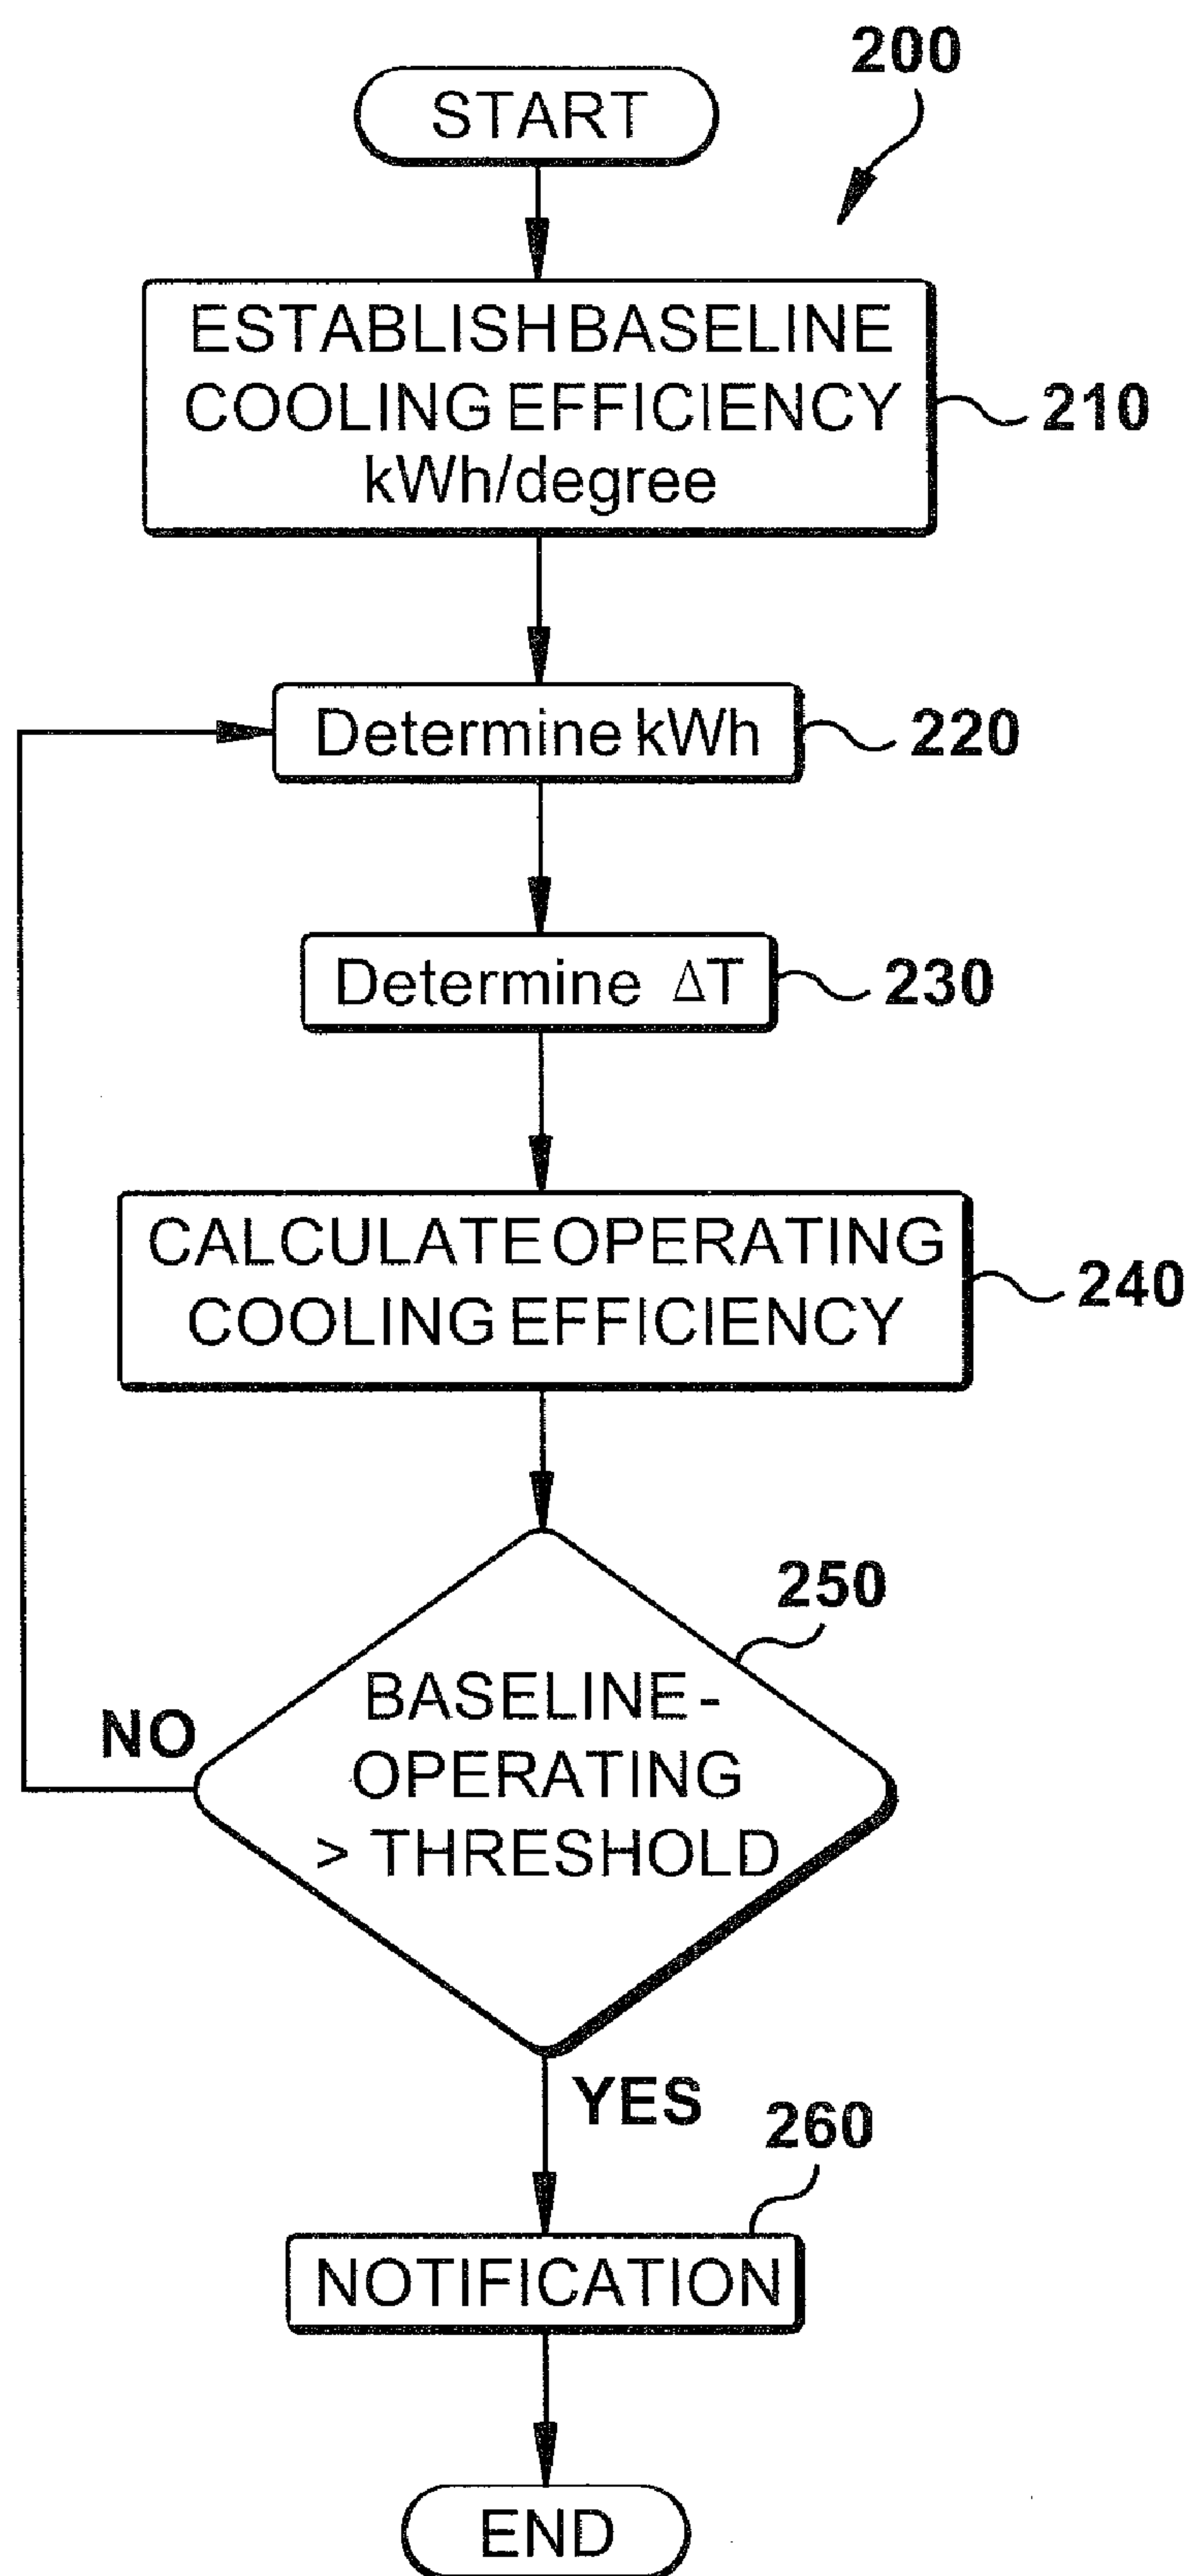 200
START
ESTABLISH BASELINE
COOLING EFFICIENCY
kWh/degree
210
Determine kWh
220
Determine ΔT
230
CALCULATE OPERATING
COOLING EFFICIENCY
240
250
BASELINE -
OPERATING
> THRESHOLD
NO
YES
260
NOTIFICATION
END